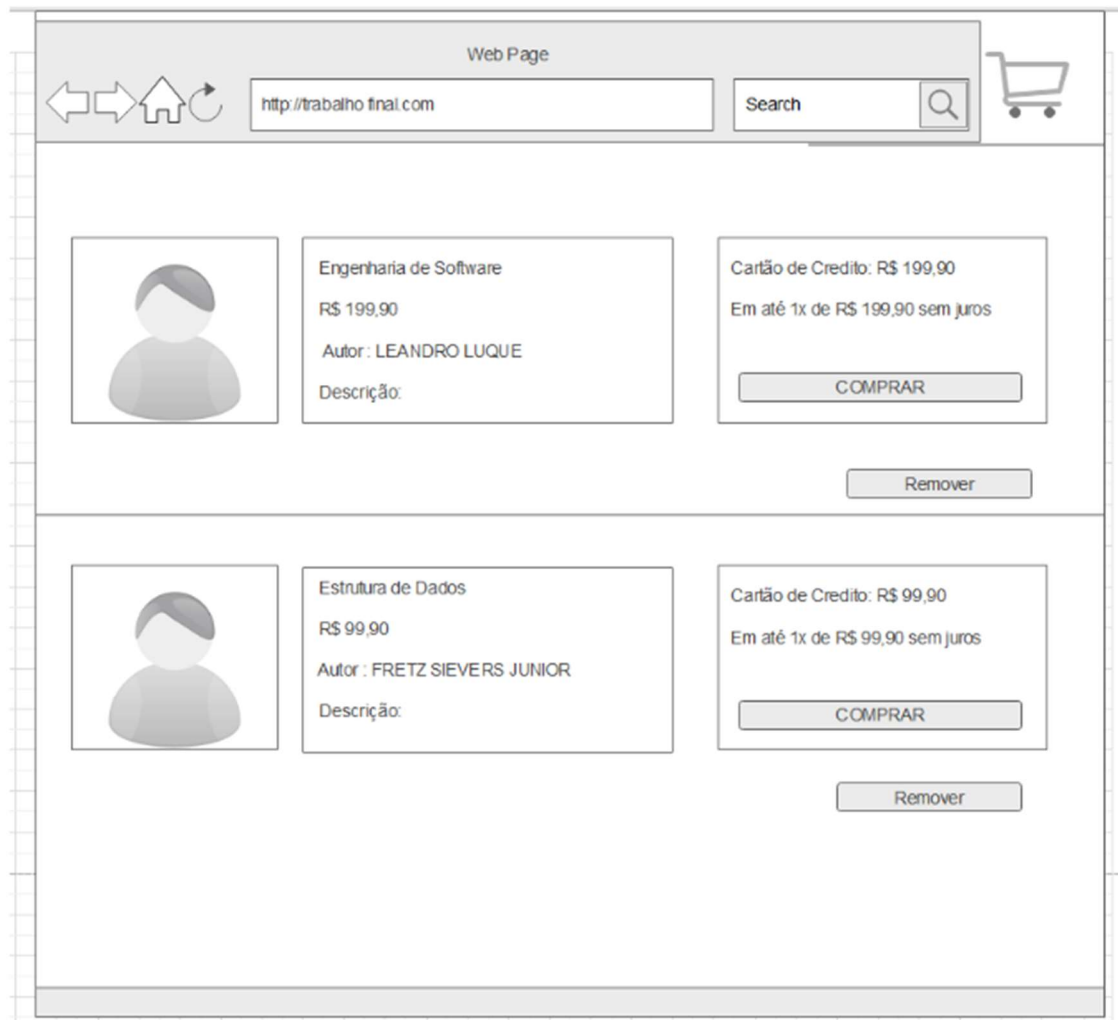 Web Page
http://trabalho final.com
Search
Engenharia de Software
R$ 199,90
Autor : LEANDRO LUQUE
Descrição:
Cartão de Credito: R$ 199,90
Em até 1x de R$ 199,90 sem juros
COMPRAR
Remover
Estrutura de Dados
R$ 99,90
Autor : FRETZ SIEVERS JUNIOR
Descrição:
Cartão de Credito: R$ 99,90
Em até 1x de R$ 99,90 sem juros
COMPRAR
Remover